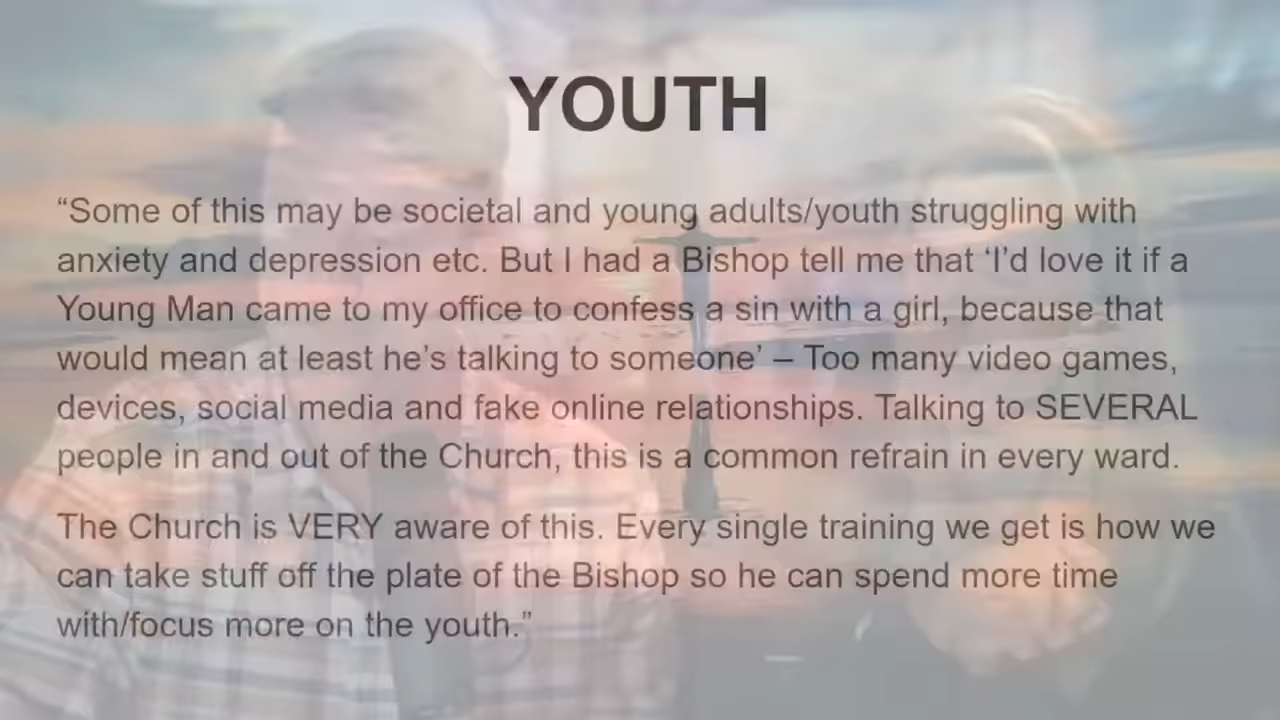 YOUTH
“Some of this may be societal and young adults/youth struggling with
anxiety and depression etc. But I had a Bishop tell me that ‘I’d love it if a
Young Man came to my office to confess a sin with a girl, because that
would mean at least he’s talking to someone’ – Too many video games,
devices, social media and fake online relationships. Talking to SEVERAL
people in and out of the Church, this is a common refrain in every ward.
The Church is VERY aware of this. Every single training we get is how we
can take stuff off the plate of the Bishop so he can spend more time
with/focus more on the youth.”